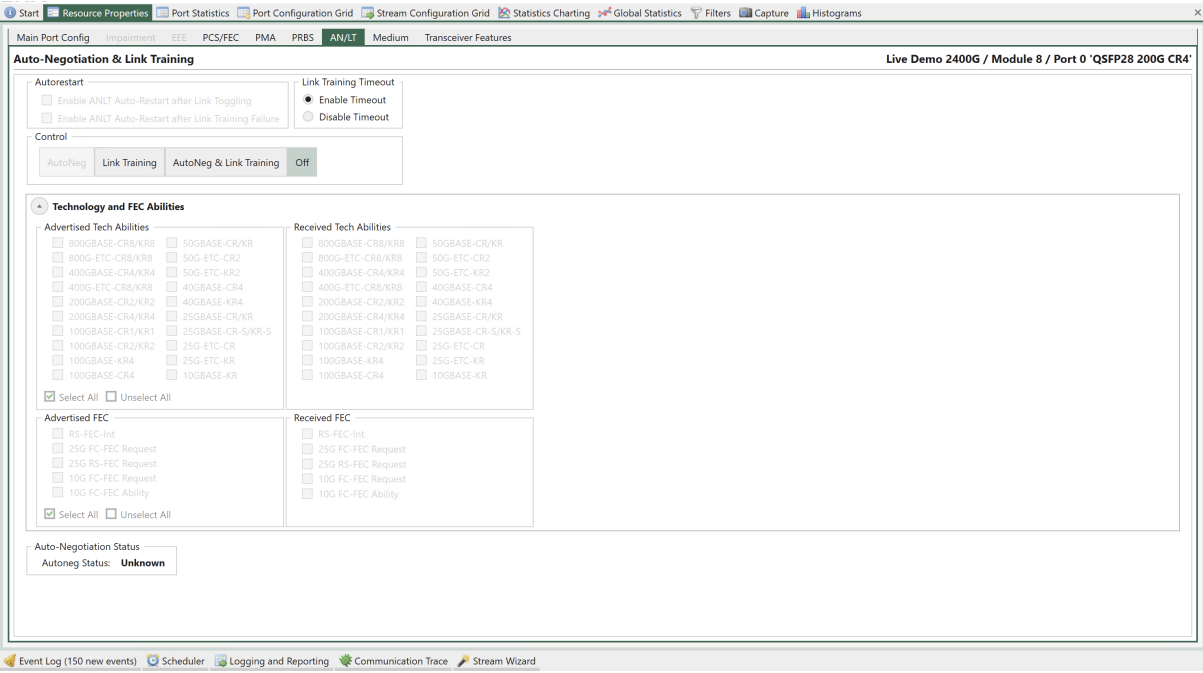 Start Resource Properties Port Statistics Port Configuration Grid Stream Configuration Grid Statistics Charting Global Statistics Filters Capture Histograms
Main Port Config Impairment EEE PCS/FEC PMA PRBS AN/LT Medium Transceiver Features
Auto-Negotiation & Link Training Live Demo 2400G / Module 8 / Port 0 'QSFP28 200G CR4'
Autorestart
Enable ANLT Auto-Restart after Link Toggling
Enable ANLT Auto-Restart after Link Training Failure
Link Training Timeout
Enable Timeout
Disable Timeout
Control
AutoNeg Link Training AutoNeg & Link Training Off
Technology and FEC Abilities
Advertised Tech Abilities
800GBASE-CR8/KR8 50GBASE-CR/KR
800G-ETC-CR8/KR8 50G-ETC-CR2
400GBASE-CR4/KR4 50G-ETC-KR2
400G-ETC-CR8/KR8 40GBASE-CR4
200GBASE-CR2/KR2 40GBASE-KR4
200GBASE-CR4/KR4 25GBASE-CR/KR
100GBASE-CR1/KR1 25GBASE-CR-S/KR-S
100GBASE-CR2/KR2 25G-ETC-CR
100GBASE-KR4 25G-ETC-KR
100GBASE-CR4 10GBASE-KR
Select All Unselect All
Received Tech Abilities
800GBASE-CR8/KR8 50GBASE-CR/KR
800G-ETC-CR8/KR8 50G-ETC-CR2
400GBASE-CR4/KR4 50G-ETC-KR2
400G-ETC-CR8/KR8 40GBASE-CR4
200GBASE-CR2/KR2 40GBASE-KR4
200GBASE-CR4/KR4 25GBASE-CR/KR
100GBASE-CR1/KR1 25GBASE-CR-S/KR-S
100GBASE-CR2/KR2 25G-ETC-CR
100GBASE-KR4 25G-ETC-KR
100GBASE-CR4 10GBASE-KR
Advertised FEC
RS-FEC-Int
25G FC-FEC Request
25G RS-FEC Request
10G FC-FEC Request
10G FC-FEC Ability
Select All Unselect All
Received FEC
RS-FEC-Int
25G FC-FEC Request
25G RS-FEC Request
10G FC-FEC Request
10G FC-FEC Ability
Auto-Negotiation Status
Autoneg Status: Unknown
Event Log (150 new events) Scheduler Logging and Reporting Communication Trace Stream Wizard